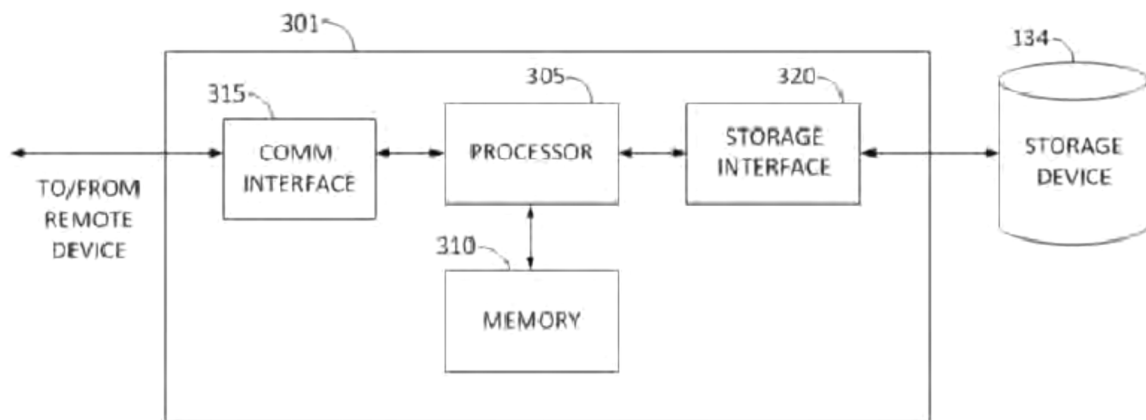 301
134
315
305
320
COMM.
INTERFACE
PROCESSOR
STORAGE
INTERFACE
STORAGE
DEVICE
TO/FROM
REMOTE
DEVICE
310
MEMORY